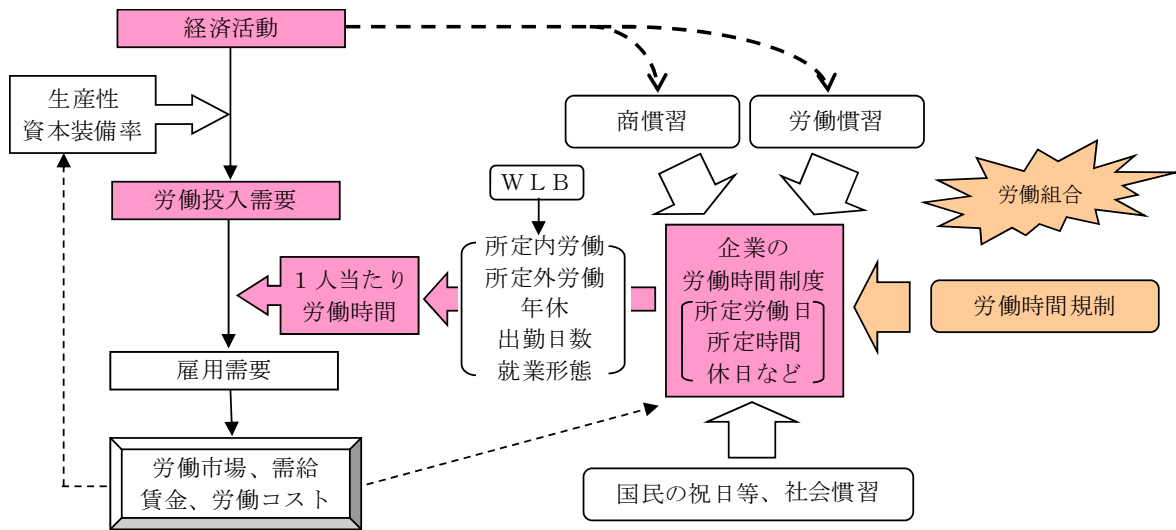 経済活動
生産性
資本装備率
商慣習
労働慣習
労働組合
労働投入需要
ＷＬＢ
所定内労働
所定外労働
年休
出勤日数
就業形態
１人当たり
労働時間
企業の
労働時間制度
所定労働日
所定時間
休日など
労働時間規制
雇用需要
労働市場、需給
賃金、労働コスト
国民の祝日等、社会慣習